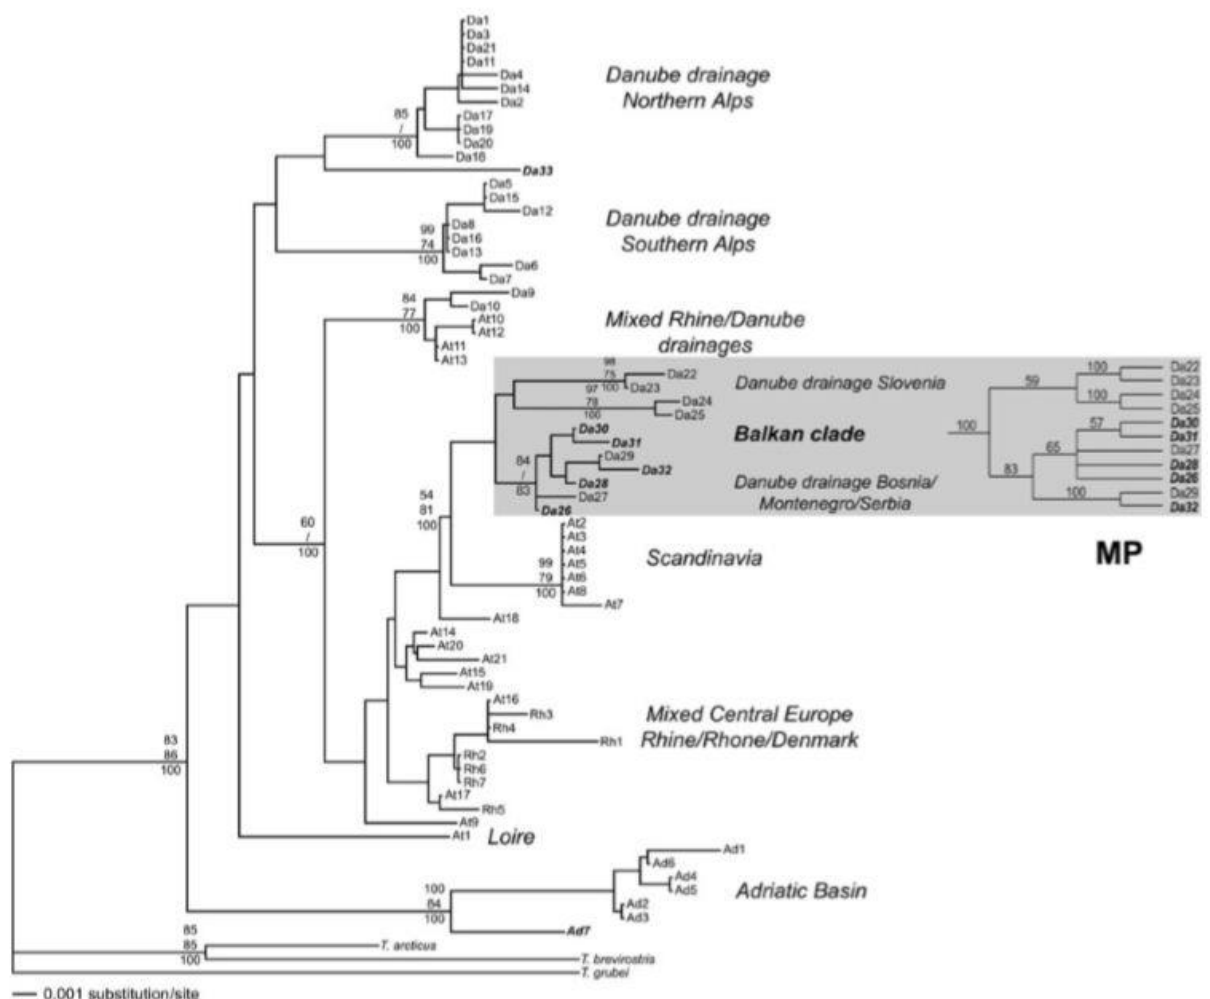 Da1
Da3
Da21
Da11
Da4
Da14
Da2
85
/
100
Da17
Da19
Da20
Da16
Danube drainage
Northern Alps
Da33
Da5
Da15
Da12
99
74
100
Da8
Da16
Da13
Da6
Da7
Danube drainage
Southern Alps
84
77
100
Da9
Da10
At10
At12
At11
At13
Mixed Rhine/Danube
drainages
98
75
100
Da22
Da23
97
79
100
Da24
Da25
Danube drainage Slovenia
Balkan clade
Da30
Da31
84
/
83
Da29
Da32
Da28
Da27
Da26
Danube drainage Bosnia/
Montenegro/Serbia
100
59
100
Da22
Da23
100
Da24
Da25
57
Da30
Da31
65
Da27
Da28
Da26
83
100
Da29
Da32
MP
54
81
100
60
/
100
At2
At3
At4
At5
At6
At8
At7
99
79
100
Scandinavia
At18
At14
At20
At21
At15
At19
At16
Rh3
Rh4
Rh1
Rh2
Rh6
Rh7
At17
Rh5
Mixed Central Europe
Rhine/Rhone/Denmark
At9
At1
Loire
83
86
100
Ad1
Ad6
Ad4
Ad5
Ad2
Ad3
100
84
100
Ad7
Adriatic Basin
85
85
100
T. arcticus
T. brevirostris
T. grubei
0.001 substitution/site